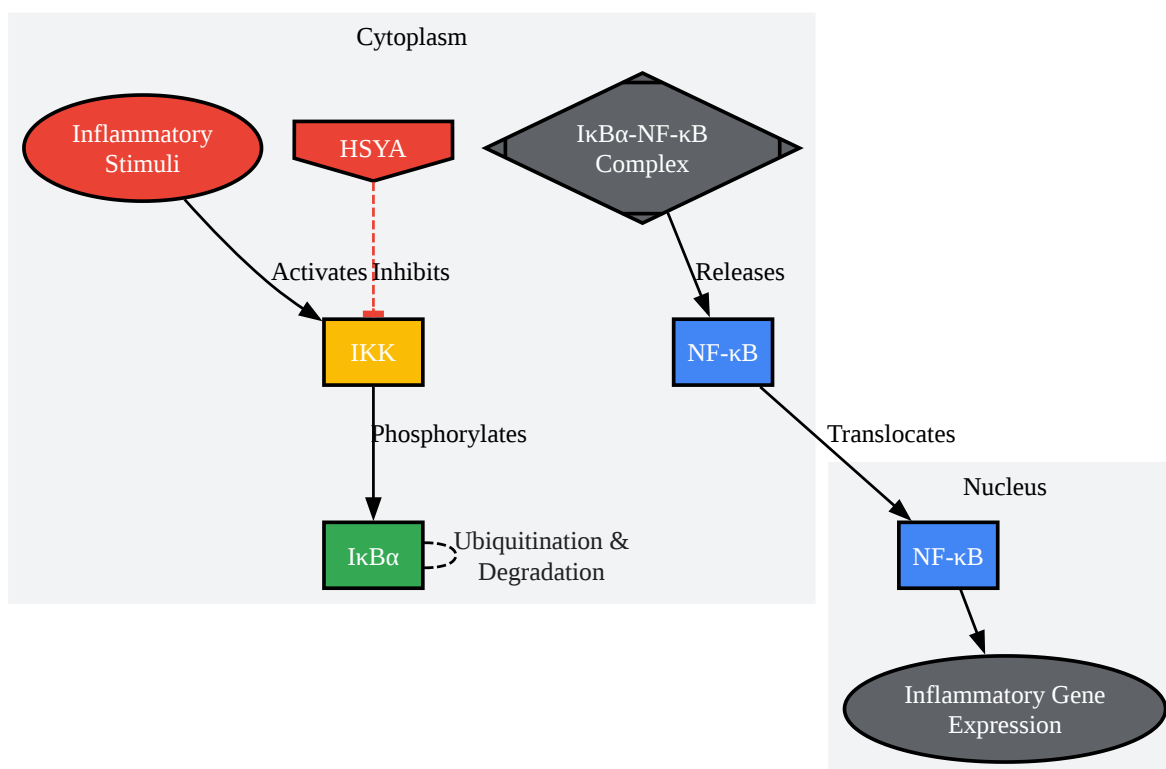 Cytoplasm
Inflammatory
Stimuli
HSYA
IκBα-NF-κB
Complex
Activates
Inhibits
Releases
IKK
NF-κB
Phosphorylates
Translocates
Nucleus
IκBα
Ubiquitination &
Degradation
NF-κB
Inflammatory Gene
Expression